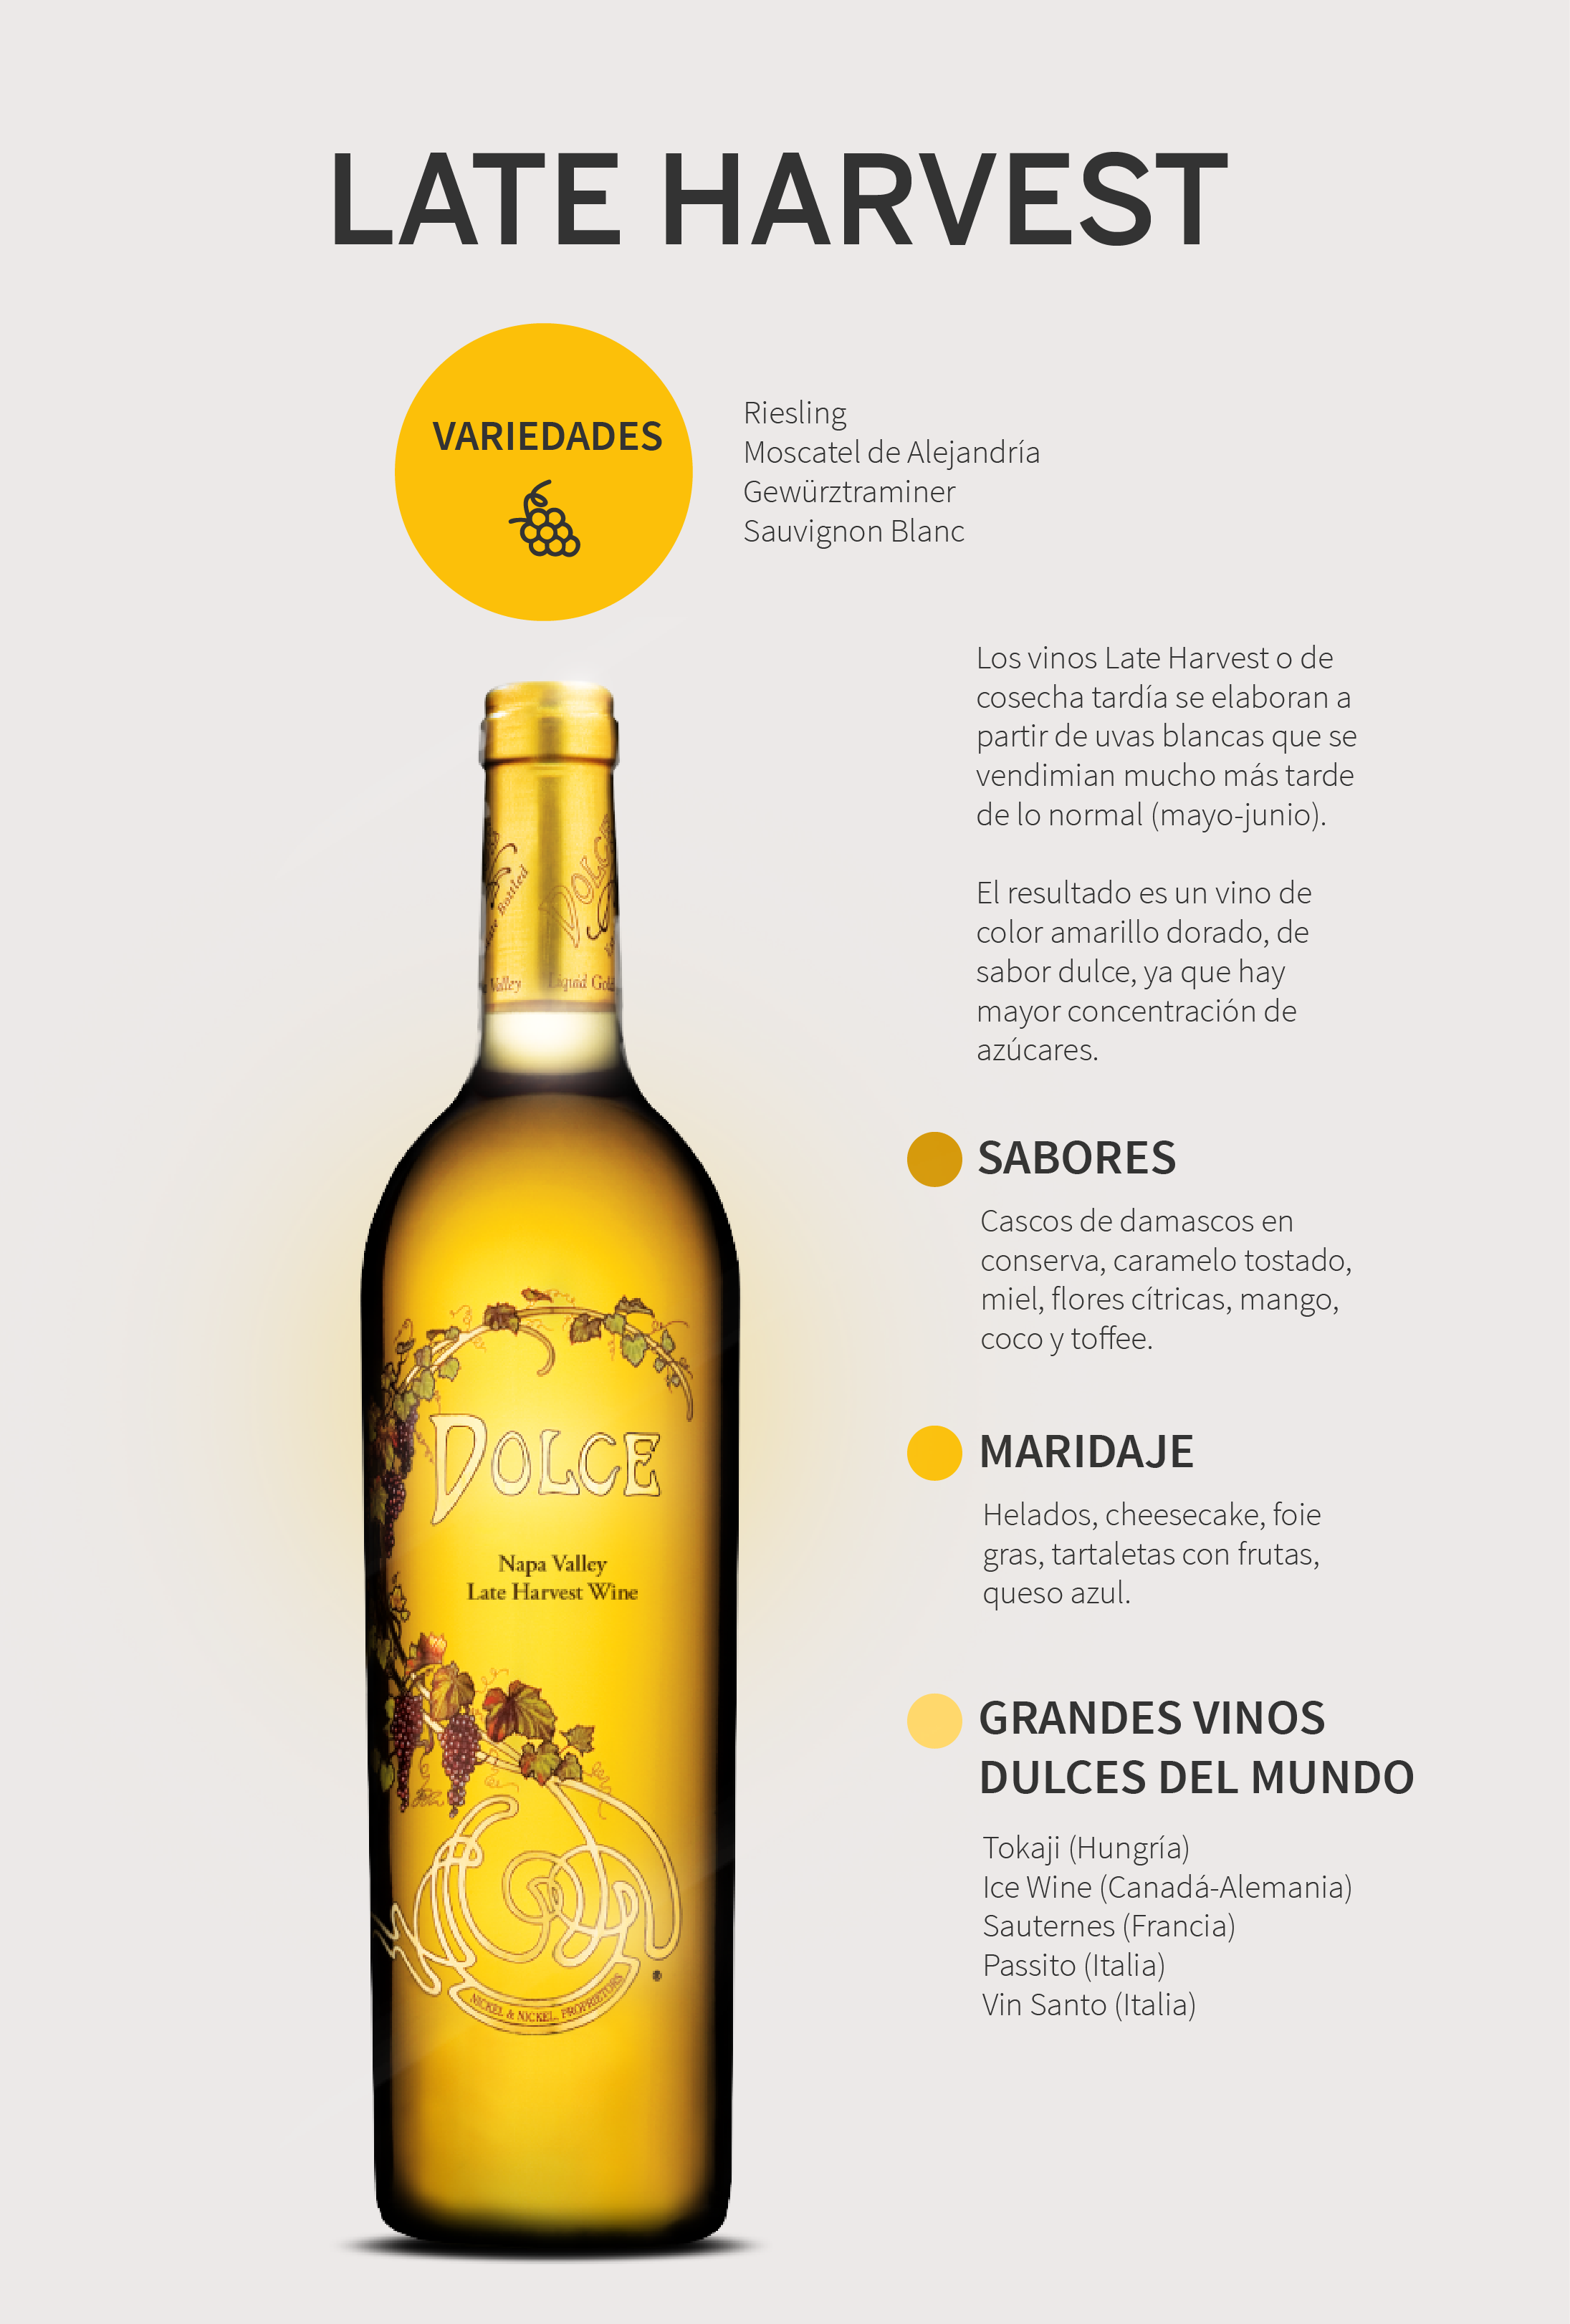 LATE HARVEST
VARIEDADES
Riesling
Moscatel de Alejandría
Gewürztraminer
Sauvignon Blanc
Los vinos Late Harvest o de
cosecha tardía se elaboran a
partir de uvas blancas que se
vendimian mucho más tarde
de lo normal (mayo-junio).
El resultado es un vino de
color amarillo dorado, de
sabor dulce, ya que hay
mayor concentración de
azúcares.
SABORES
Cascos de damascos en
conserva, caramelo tostado,
miel, flores cítricas, mango,
coco y toffee.
MARIDAJE
Helados, cheesecake, foie
gras, tartaletas con frutas,
queso azul.
GRANDES VINOS
DULCES DEL MUNDO
Tokaji (Hungría)
Ice Wine (Canadá-Alemania)
Sauternes (Francia)
Passito (Italia)
Vin Santo (Italia)
Bottled
DOLCE
Valley Liquid Gold
DOLCE
Napa Valley
Late Harvest Wine
NICKEL & NICKEL, PROPRIETORS